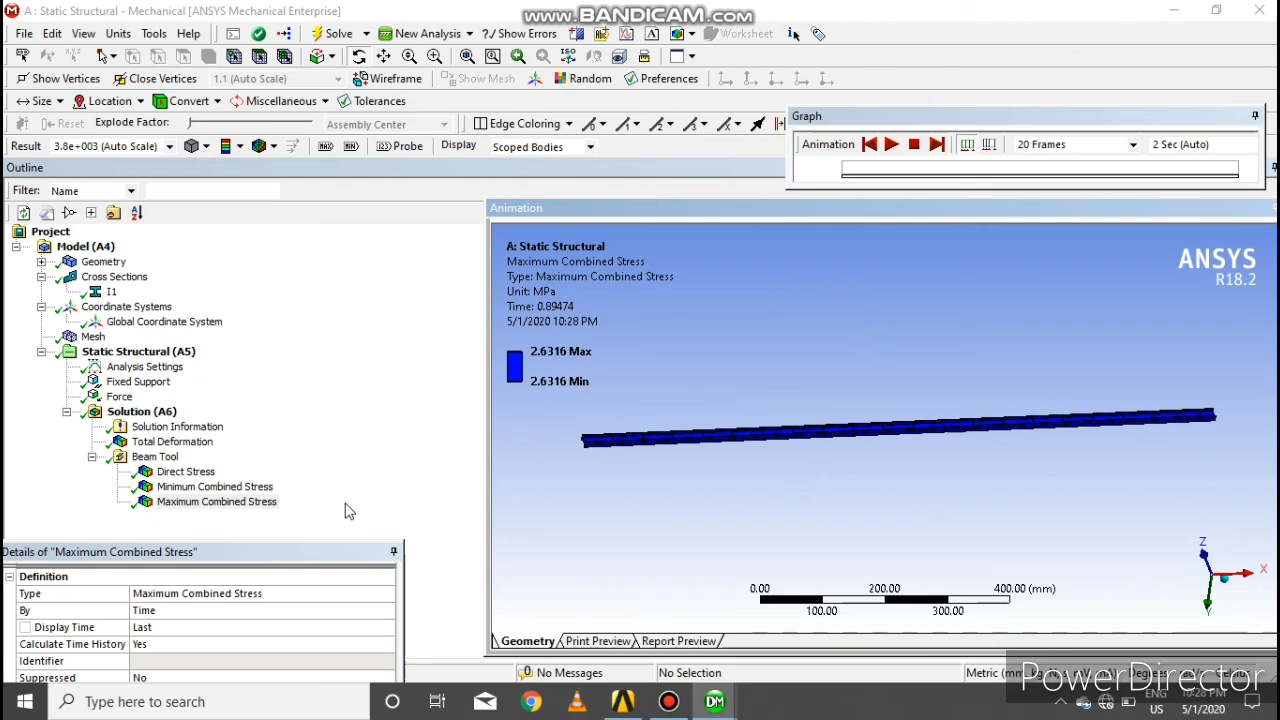 A : Static Structural - Mechanical [ANSYS Mechanical Enterprise]
www.BANDICAM.com
File Edit View Units Tools Help Solve New Analysis ?/ Show Errors Worksheet
Show Vertices Close Vertices 1.1 (Auto Scale) Wireframe Show Mesh Random Preferences
Size Location Convert Miscellaneous Tolerances
Reset Explode Factor: Assembly Center Edge Coloring
Result 3.8e+003 (Auto Scale) Probe Display Scoped Bodies
Graph
Animation 20 Frames 2 Sec (Auto)
Outline
Filter: Name
Project
Model (A4)
Geometry
Cross Sections
I1
Coordinate Systems
Global Coordinate System
Mesh
Static Structural (A5)
Analysis Settings
Fixed Support
Force
Solution (A6)
Solution Information
Total Deformation
Beam Tool
Direct Stress
Minimum Combined Stress
Maximum Combined Stress
Details of "Maximum Combined Stress"
Definition
Type Maximum Combined Stress
By Time
Display Time Last
Calculate Time History Yes
Identifier
Suppressed No
Animation
A: Static Structural
Maximum Combined Stress
Type: Maximum Combined Stress
Unit: MPa
Time: 0.89474
5/1/2020 10:28 PM
2.6316 Max
2.6316 Min
ANSYS
R18.2
Z
X
Y
0.00 200.00 400.00 (mm)
100.00 300.00
Geometry Print Preview Report Preview
No Messages No Selection Metric (mm, kg, N
PowerDirector
Type here to search
DM
ENG
US
10:28 PM
5/1/2020